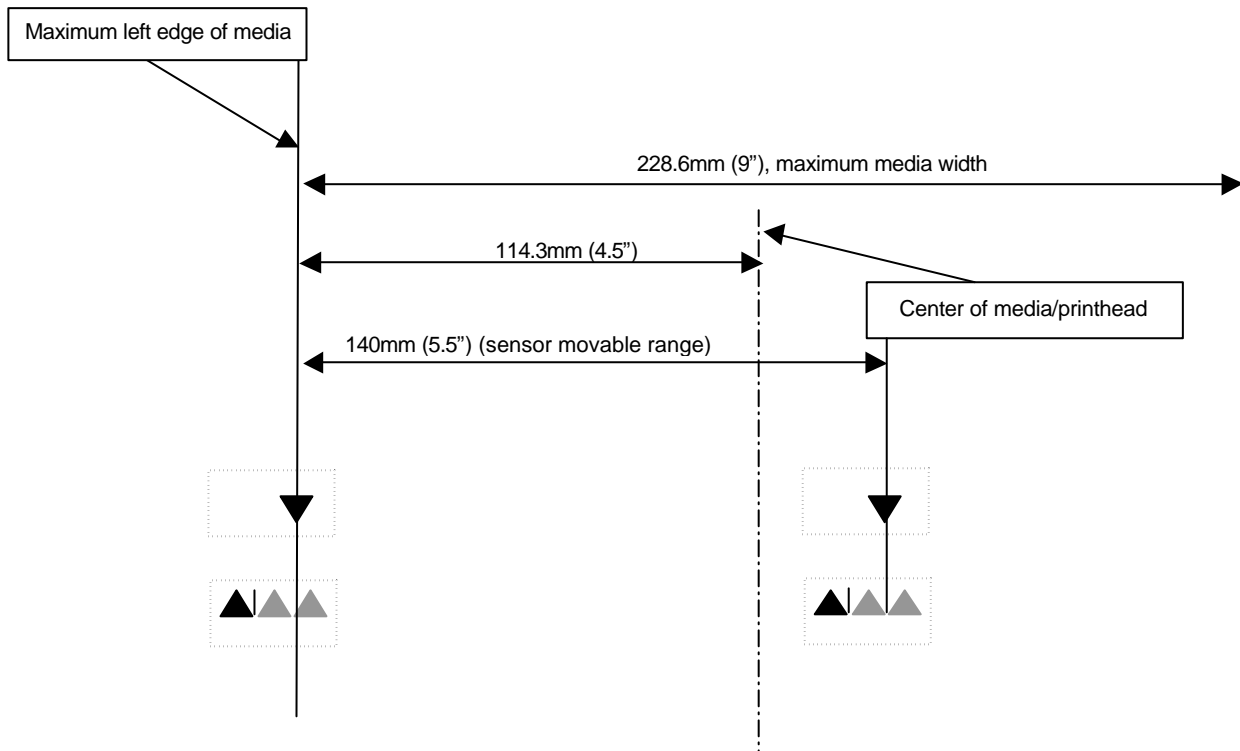 Maximum left edge of media
228.6mm (9”), maximum media width
114.3mm (4.5”)
Center of media/printhead
140mm (5.5”) (sensor movable range)